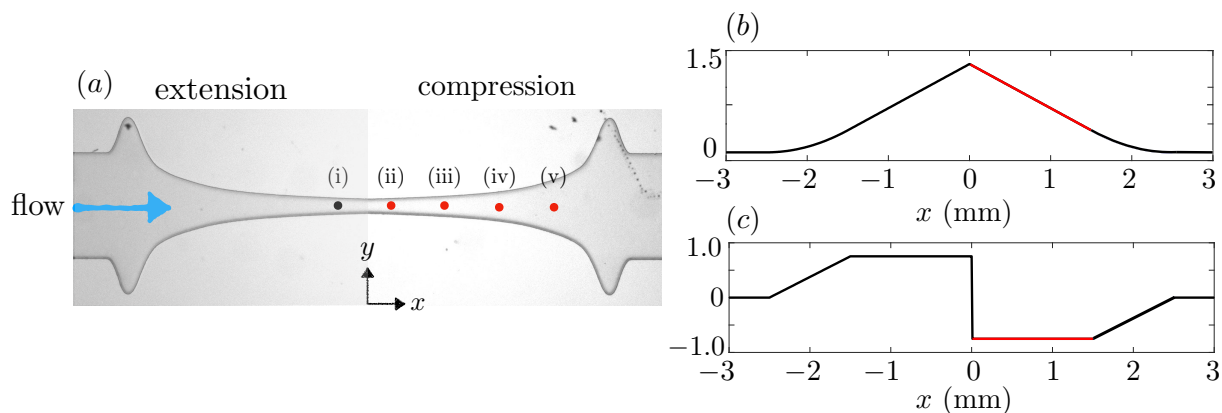 (a)
extension
compression
(i)
(ii)
(iii)
(iv)
(v)
flow
y
x
(b)
1.5
0
−3 −2 −1 0 1 2 3
x (mm)
(c)
1.0
0
−1.0
−3 −2 −1 0 1 2 3
x (mm)